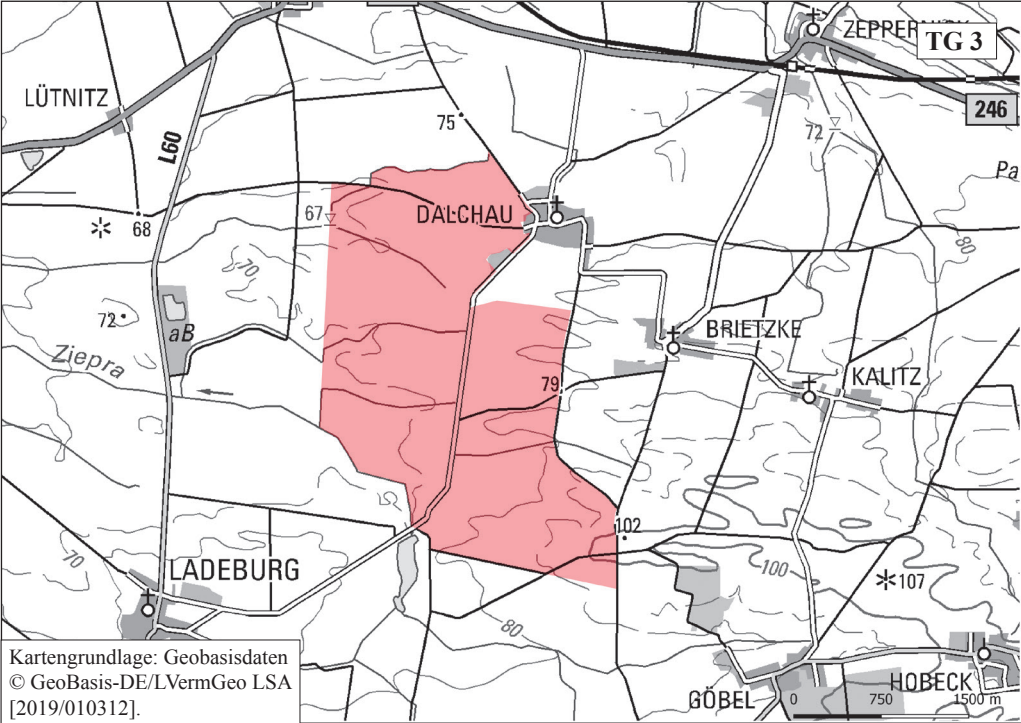 ZEPPERNICK
TG 3
LÜTNITZ
L60
75
246
72
Pa
DALCHAU
67
68
80
70
72
aB
BRIETZKE
Ziepra
79
KALITZ
102
70
LADEBURG
100
107
80
Kartengrundlage: Geobasisdaten
© GeoBasis-DE/LVermGeo LSA
[2019/010312].
GÖBEL
HOBECK
0 750 1500 m